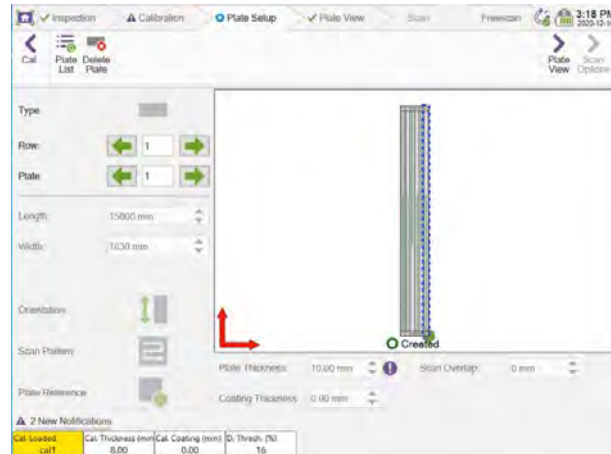 Inspection Calibration Plate Setup Plate View Scan Freescan 3:18 PM
Cal. Plate List Delete Plate Plate View Scan Options
Type
Row: 1
Plate 1
Length: 15800 mm
Width: 1830 mm
Orientation:
Scan Pattern:
Created
Plate Thickness: 10.00 mm Scan Overlap: 0 mm
Plate Reference
Coating Thickness 0.00 mm
2 New Notifications
Cal. Loaded Cal. Thickness (mm Cal. Coating (mm) D. Thresh. (%)
cal1 8.00 0.00 16